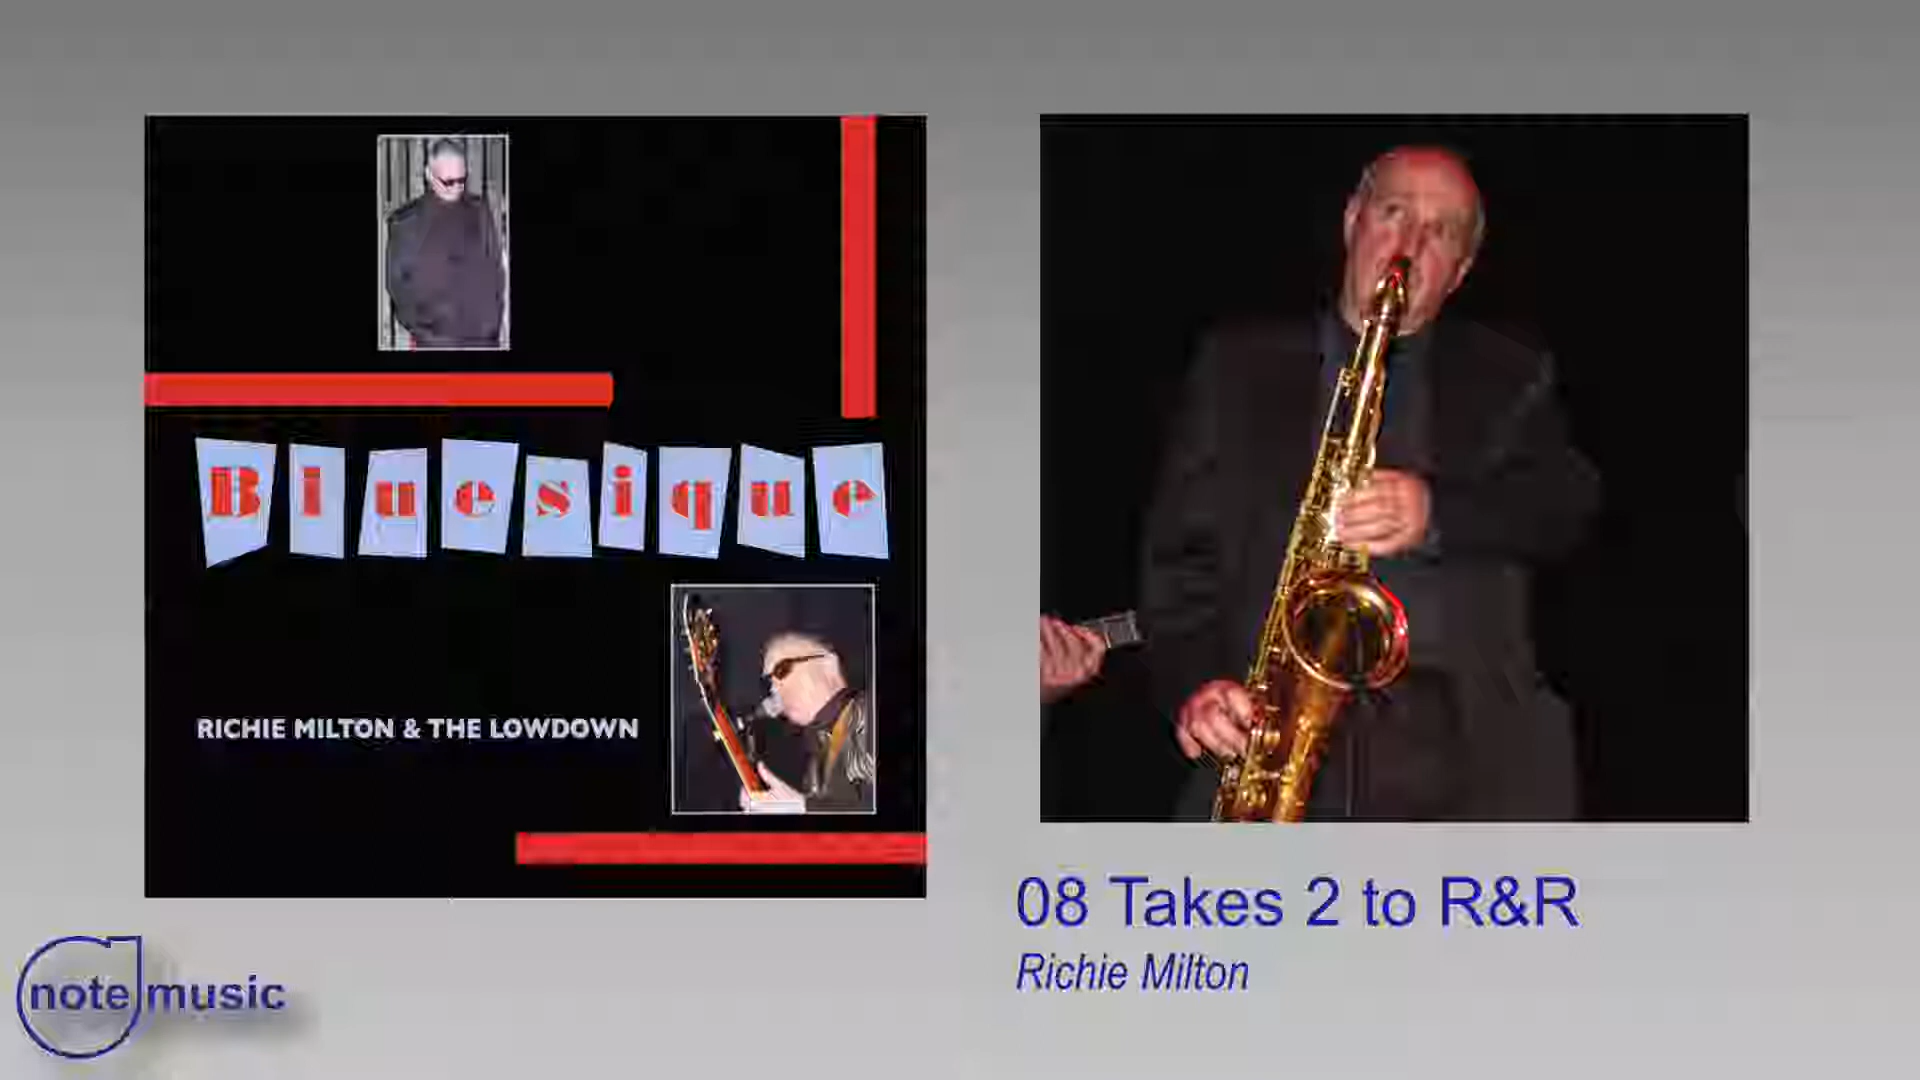 Bluesique
RICHIE MILTON & THE LOWDOWN
08 Takes 2 to R&R
Richie Milton
note music